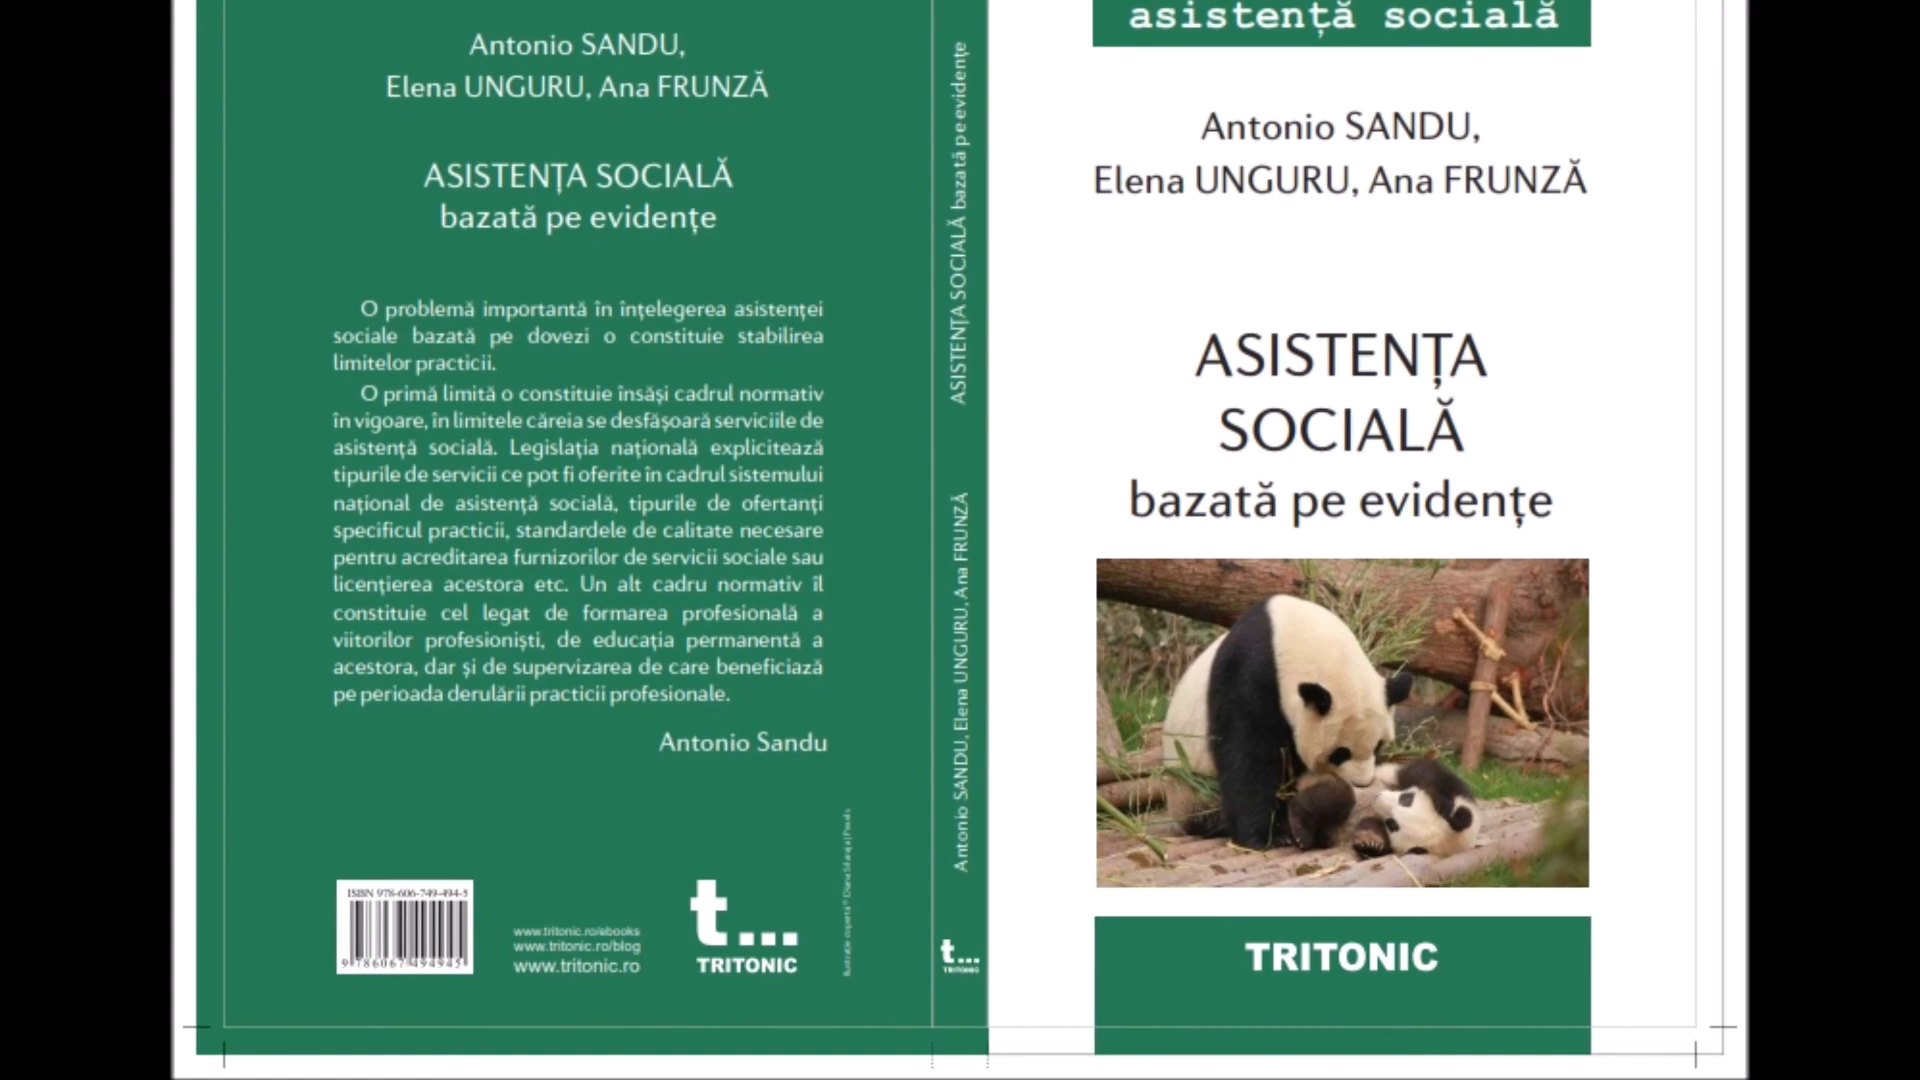 Antonio SANDU,
Elena UNGURU, Ana FRUNZĂ
ASISTENȚA SOCIALĂ
bazată pe evidențe
O problemă importantă în înțelegerea asistenței
sociale bazată pe dovezi o constituie stabilirea
limitelor practicii.
O primă limită o constituie însăși cadrul normativ
în vigoare, în limitele căreia se desfășoară serviciile de
asistență socială. Legislația națională explicitează
tipurile de servicii ce pot fi oferite în cadrul sistemului
național de asistență socială, tipurile de ofertanți
specificul practicii, standardele de calitate necesare
pentru acreditarea furnizorilor de servicii sociale sau
licențierea acestora etc. Un alt cadru normativ îl
constituie cel legat de formarea profesională a
viitorilor profesioniști, de educația permanentă a
acestora, dar și de supervizarea de care beneficiază
pe perioada derulării practicii profesionale.
Antonio Sandu
ISBN 978-606-749-494-5
9 786067 494945
www.tritonic.ro/ebooks
www.tritonic.ro/blog
www.tritonic.ro
t...
TRITONIC
Ilustrație copertă ©
ASISTENȚA SOCIALĂ bazată pe evidențe
Antonio SANDU, Elena UNGURU, Ana FRUNZĂ
t...
TRITONIC
asistență socială
Antonio SANDU,
Elena UNGURU, Ana FRUNZĂ
ASISTENȚA
SOCIALĂ
bazată pe evidențe
TRITONIC